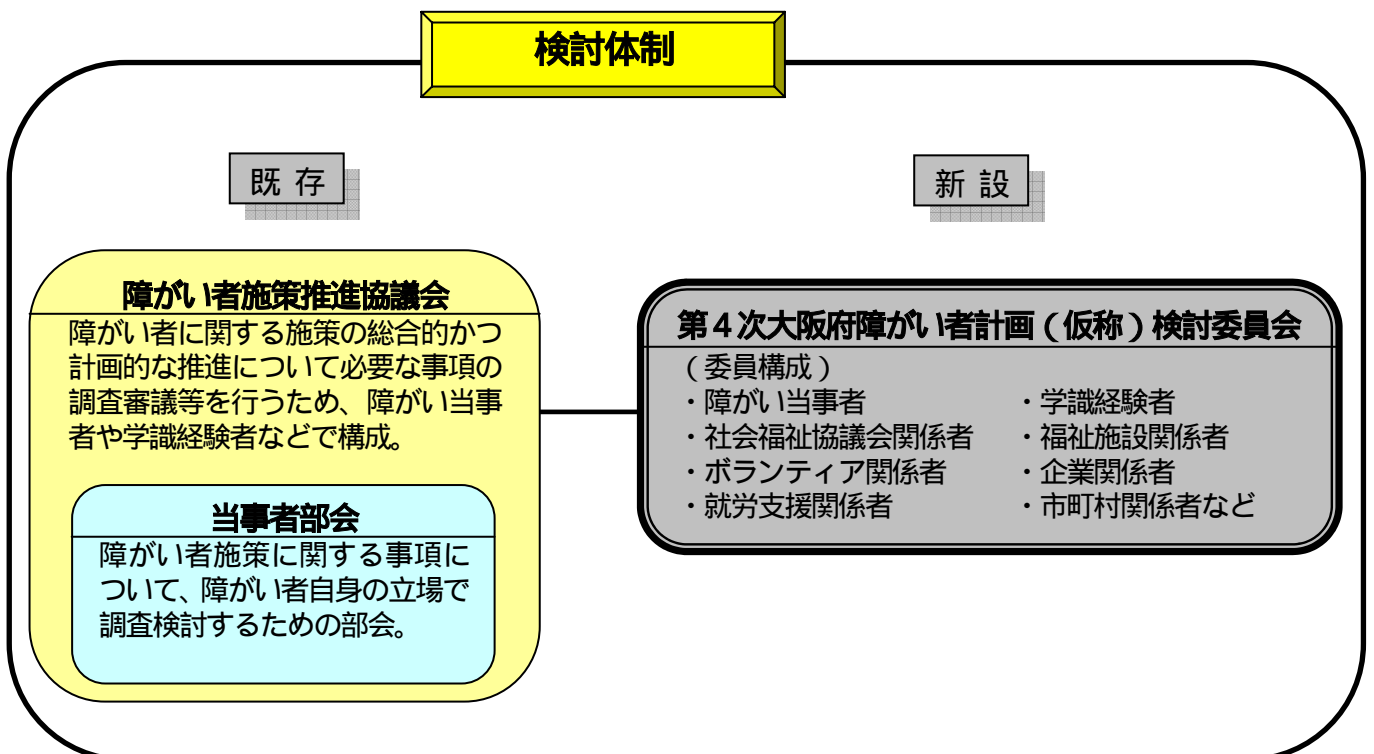 検討体制
既 存
新 設
障がい者施策推進協議会
障がい者に関する施策の総合的かつ
計画的な推進について必要な事項の
調査審議等を行うため、障がい当事
者や学識経験者などで構成。
当事者部会
障がい者施策に関する事項に
ついて、障がい者自身の立場で
調査検討するための部会。
第4次大阪府障がい者計画(仮称)検討委員会
(委員構成)
・障がい当事者 ・学識経験者
・社会福祉協議会関係者 ・福祉施設関係者
・ボランティア関係者 ・企業関係者
・就労支援関係者 ・市町村関係者など